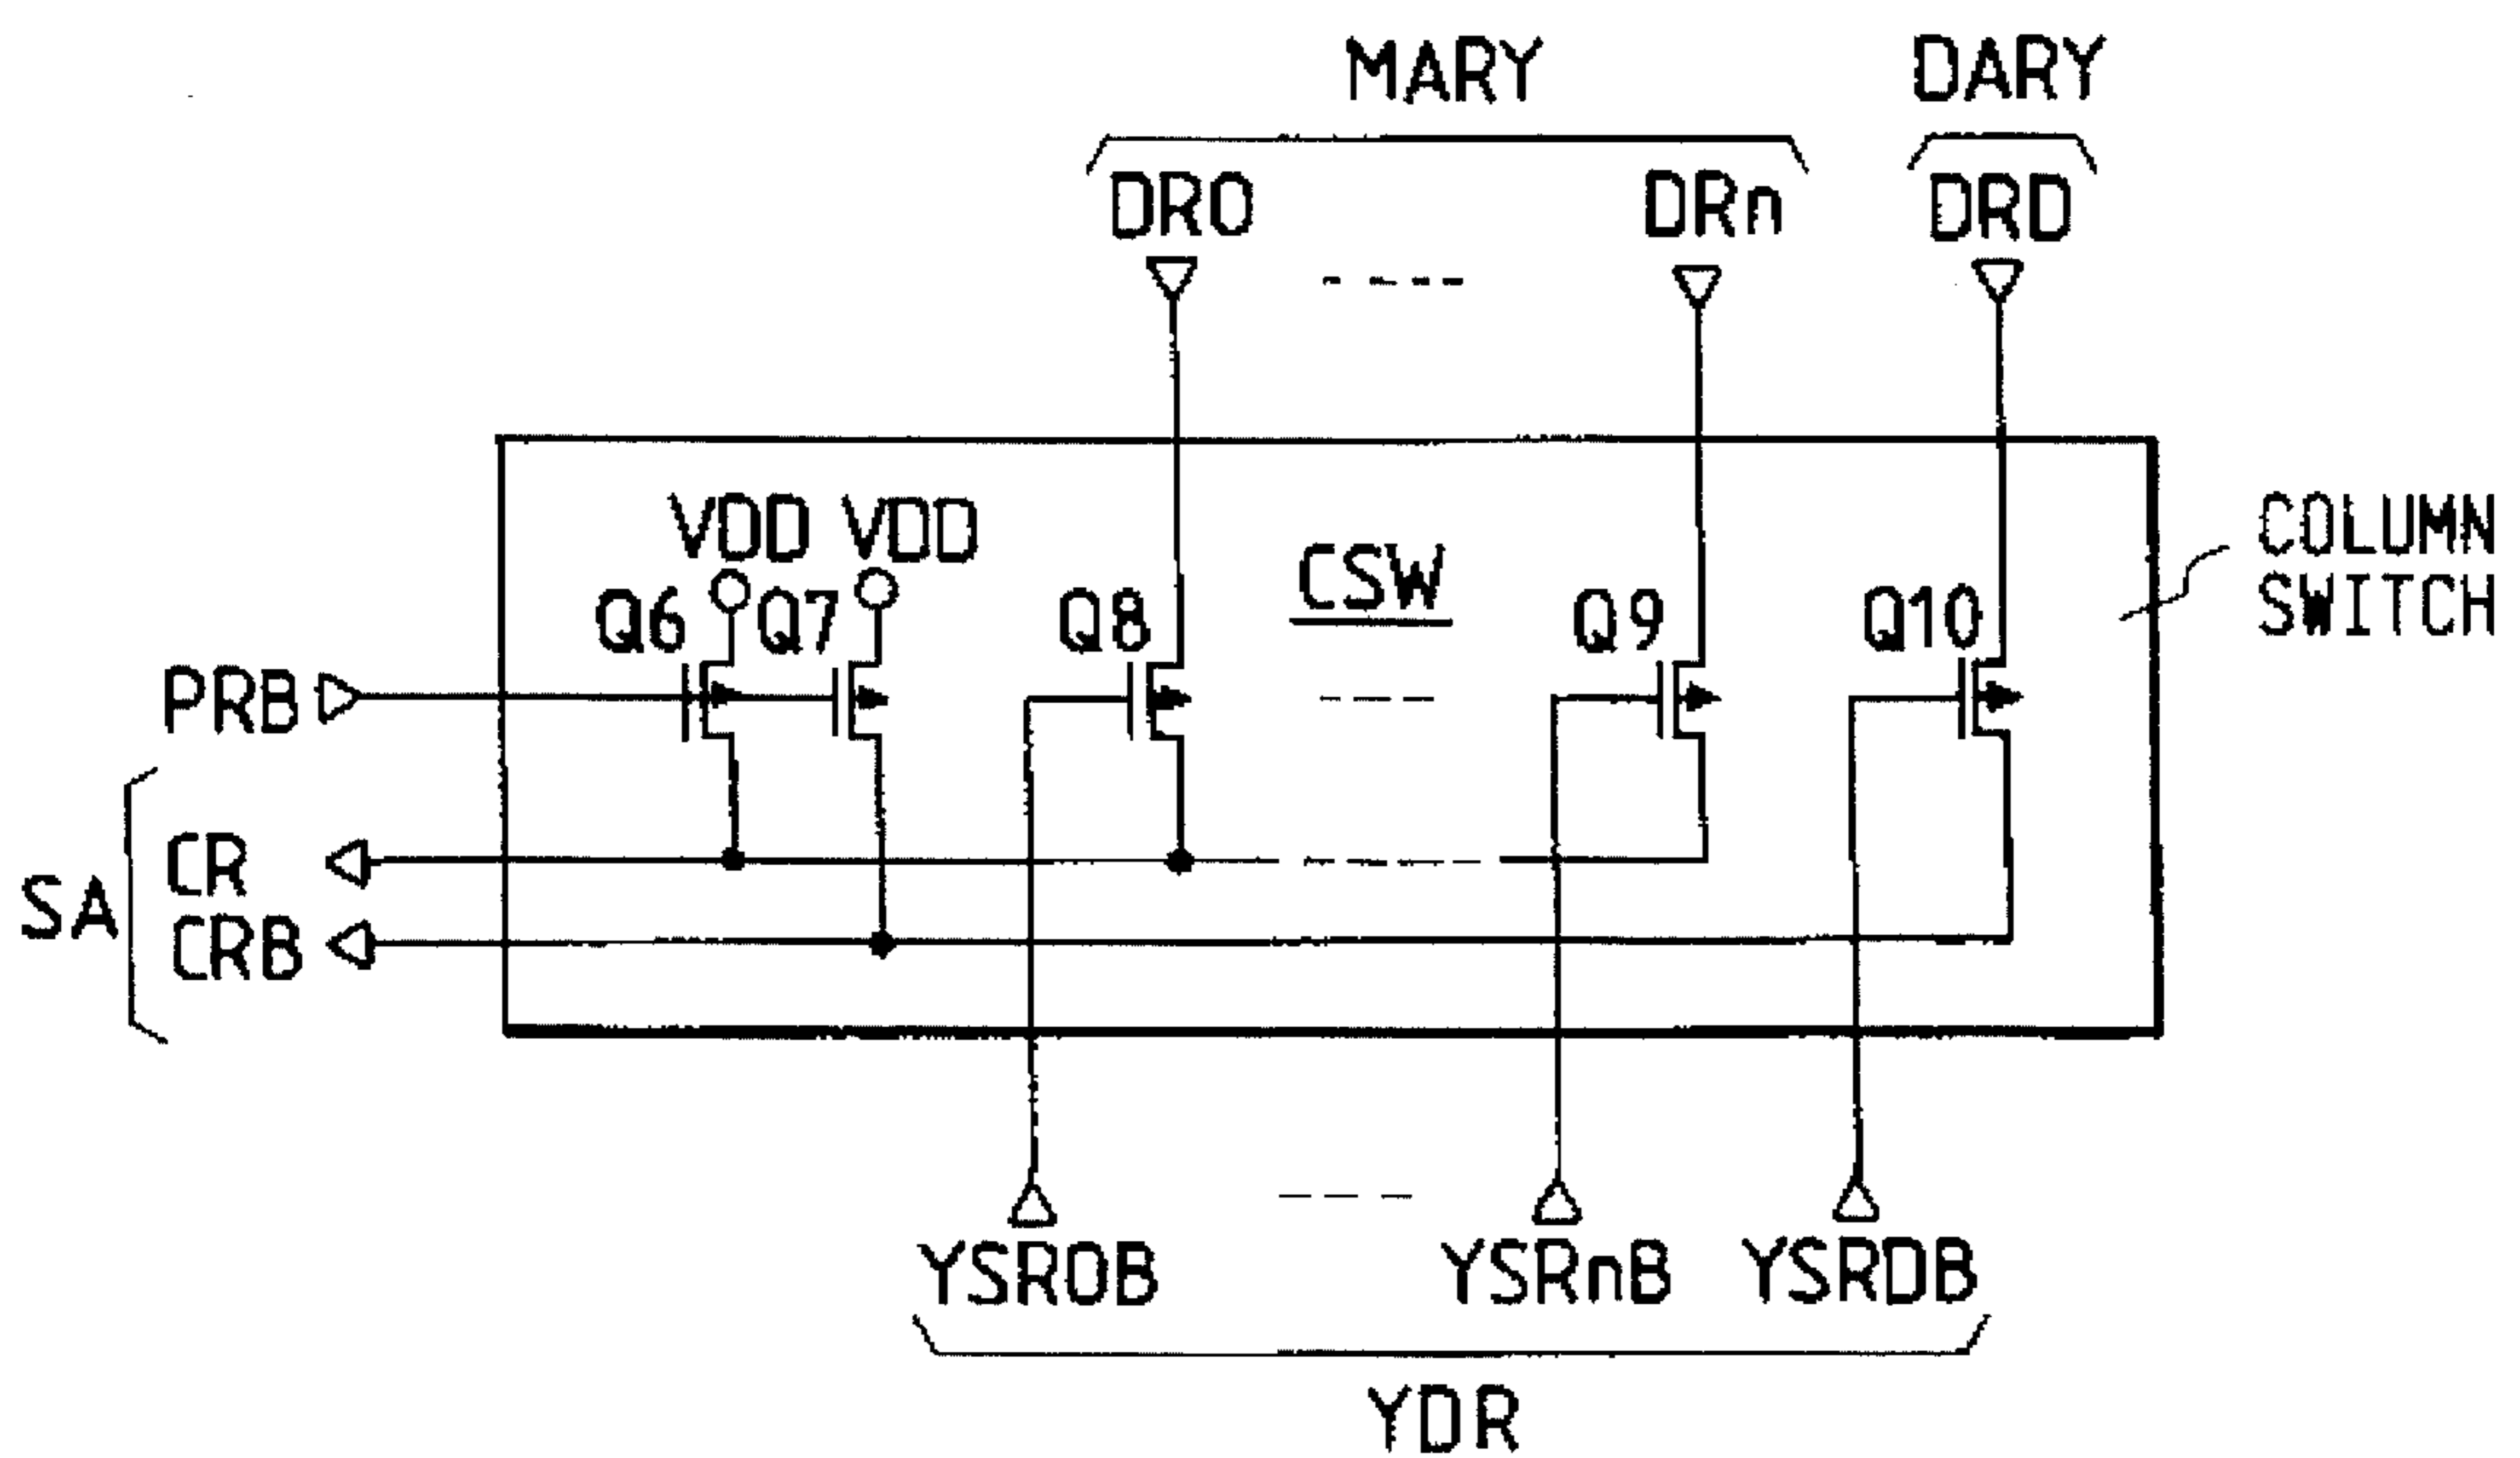 MARY DARY
DR0 DRn DRD
VDD VDD
CSW
COLUMN
SWITCH
Q6 Q7 Q8 Q9 Q10
PRB
CR
SA
CRB
YSR0B YSRnB YSRDB
YDR